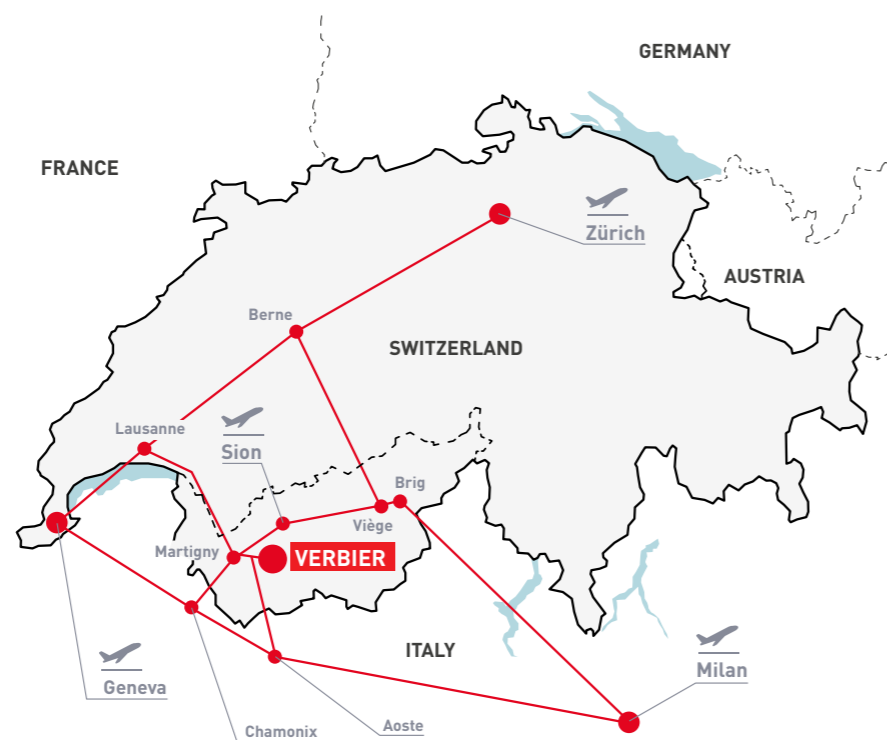 GERMANY
FRANCE
Zürich
AUSTRIA
Berne
SWITZERLAND
Lausanne
Sion
Brig
Viège
Martigny
VERBIER
ITALY
Milan
Geneva
Chamonix
Aoste